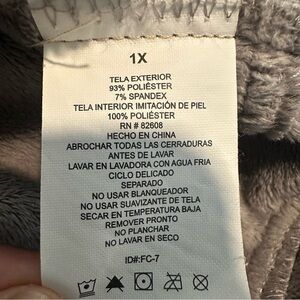 1X
TELA EXTERIOR
93% POLIÉSTER
7% SPANDEX
TELA INTERIOR IMITACIÓN DE PIEL
100% POLIÉSTER
RN # 82608
HECHO EN CHINA
ABROCHAR TODAS LAS CERRADURAS
ANTES DE LAVAR
LAVAR EN LAVADORA CON AGUA FRIA
CICLO DELICADO
SEPARADO
NO USAR BLANQUEADOR
NO USAR SUAVIZANTE DE TELA
SECAR EN TEMPERATURA BAJA
REMOVER PRONTO
NO PLANCHAR
NO LAVAR EN SECO
ID#:FC-7